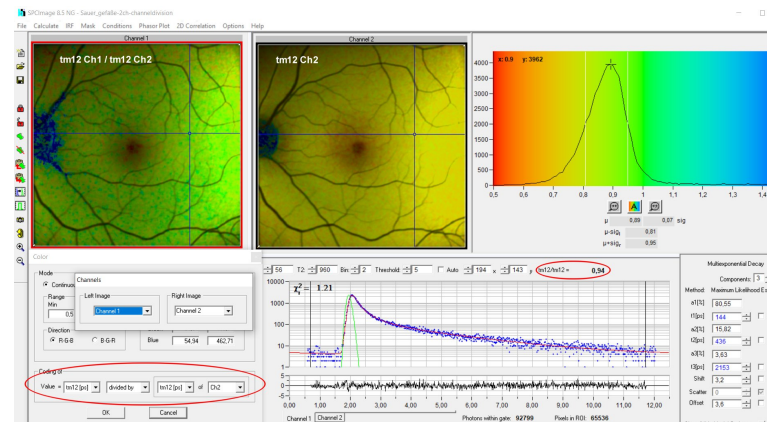 SPCImage 8.5 NG - Sauer_gefäße-2ch-channeldivision
File Calculate IRF Mask Conditions Phasor Plot 2D Correlation Options Help
Channel 1
Channel 2
tm12 Ch1 / tm12 Ch2
tm12 Ch2
x: 0.9 y: 3962
4000
3500
3000
2500
2000
1500
1000
500
0
0,5 0,6 0,7 0,8 0,9 1 1,1 1,2 1,3 1,4
A
μ 0,89 0,07 sig
μ+sigl 0,81
μ+sigr 0,95
Color
Mode
Continuou
Range
Min
0,5
Direction
R-G-B B-G-R Blue 54,94 462,71
Channels
Left Image Right Image
Channel 1 Channel 2
Coding of
Value = tm12 [ps] divided by tm12 [ps] of Ch2
OK Cancel
56 T2: 960 Bin: 2 Threshold: 5 Auto x 194 x 143 y tm12/tm12 = 0,94
χ²r = 1.21
10000
1000
100
10
1
5
0
-5
0,00 1,00 2,00 3,00 4,00 5,00 6,00 7,00 8,00 9,00 10,00 11,00 12,00
Channel 1 Channel 2 Photons within gate: 92799 Pixels in ROI: 65536
Multiexponential Decay
Components: 3
Method: Maximum Likelihood Es
a1[%] 80,55
t1[ps] 144
a2[%] 15,82
t2[ps] 436
a3[%] 3,63
t3[ps] 2153
Shift 3,2
Scatter 0
Offset 3,6